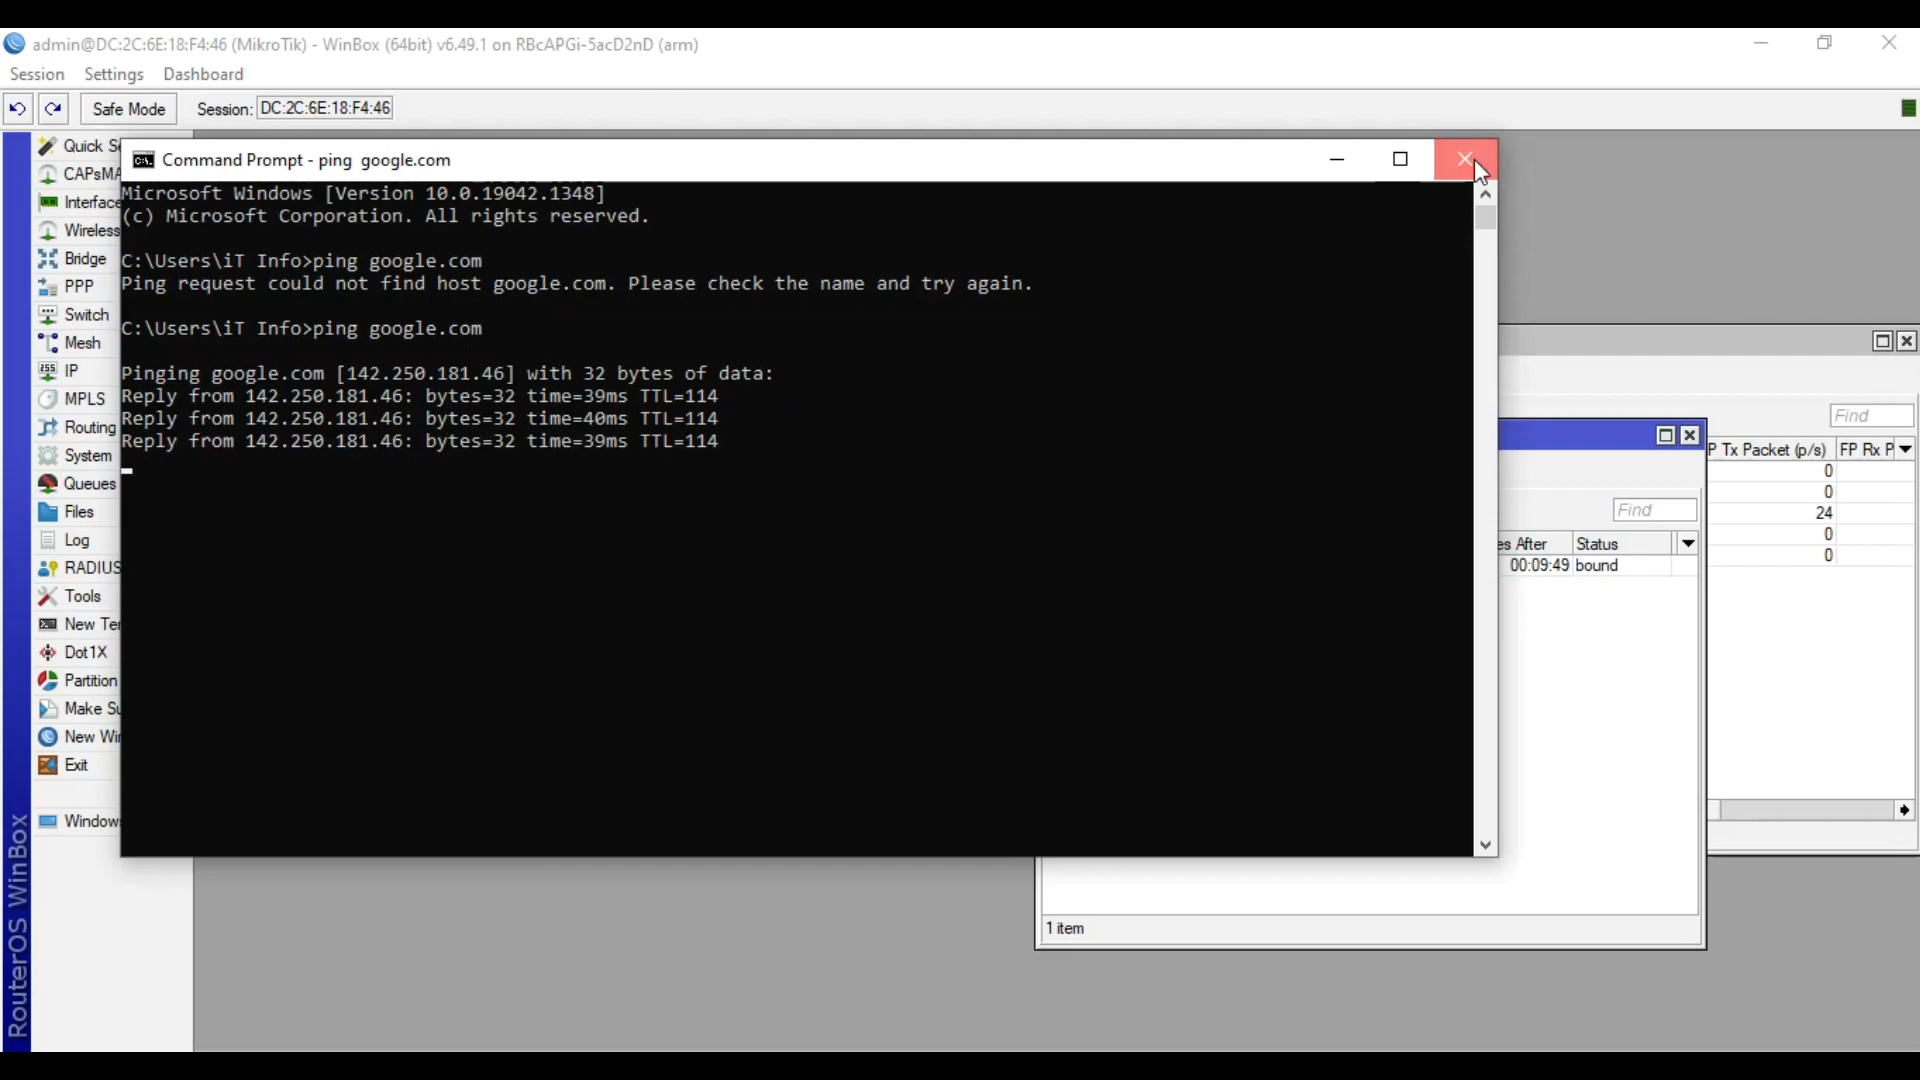 admin@DC:2C:6E:18:F4:46 (MikroTik) - WinBox (64bit) v6.49.1 on RBcAPGi-5acD2nD (arm)
Session Settings Dashboard
Safe Mode Session: DC:2C:6E:18:F4:46
Quick Se
CAPsMA
Interface
Wireless
Bridge
PPP
Switch
Mesh
IP
MPLS
Routing
System
Queues
Files
Log
RADIUS
Tools
New Ter
Dot1X
Partition
Make Su
New Win
Exit
Windows
RouterOS WinBox
Command Prompt - ping google.com
Microsoft Windows [Version 10.0.19042.1348]
(c) Microsoft Corporation. All rights reserved.
C:\Users\iT Info>ping google.com
Ping request could not find host google.com. Please check the name and try again.
C:\Users\iT Info>ping google.com
Pinging google.com [142.250.181.46] with 32 bytes of data:
Reply from 142.250.181.46: bytes=32 time=39ms TTL=114
Reply from 142.250.181.46: bytes=32 time=40ms TTL=114
Reply from 142.250.181.46: bytes=32 time=39ms TTL=114
Find
P Tx Packet (p/s) FP Rx P
0
0
24
0
0
Find
es After Status
00:09:49 bound
1 item